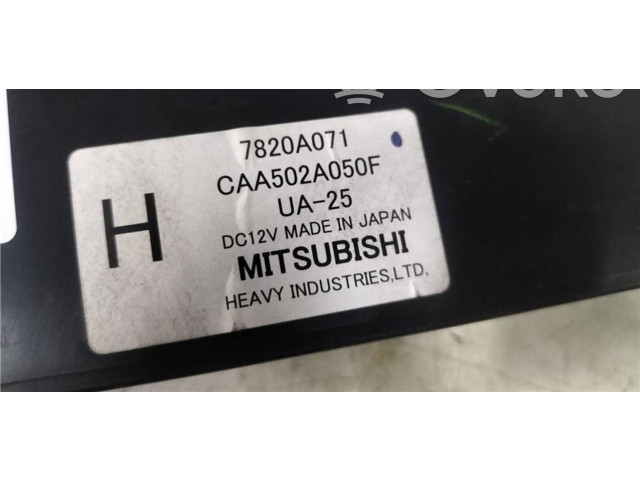 7820A071
CAA502A050F
H
UA-25
DC12V MADE IN JAPAN
MITSUBISHI
HEAVY INDUSTRIES,LTD.